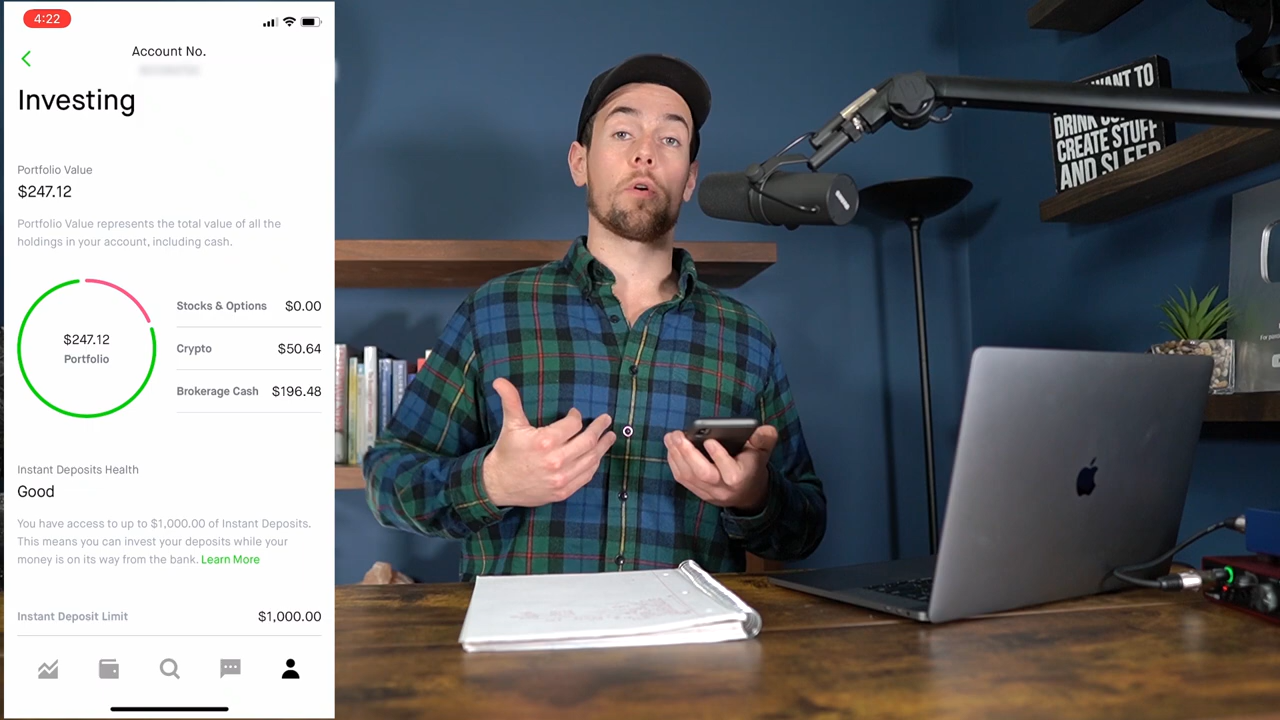 4:22
Account No.
Investing
Portfolio Value
$247.12
Portfolio Value represents the total value of all the
holdings in your account, including cash.
$247.12
Portfolio
Stocks & Options $0.00
Crypto $50.64
Brokerage Cash $196.48
Instant Deposits Health
Good
You have access to up to $1,000.00 of Instant Deposits.
This means you can invest your deposits while your
money is on its way from the bank. Learn More
Instant Deposit Limit $1,000.00
WANT TO
DRINK
CREATE STUFF
AND SLEEP